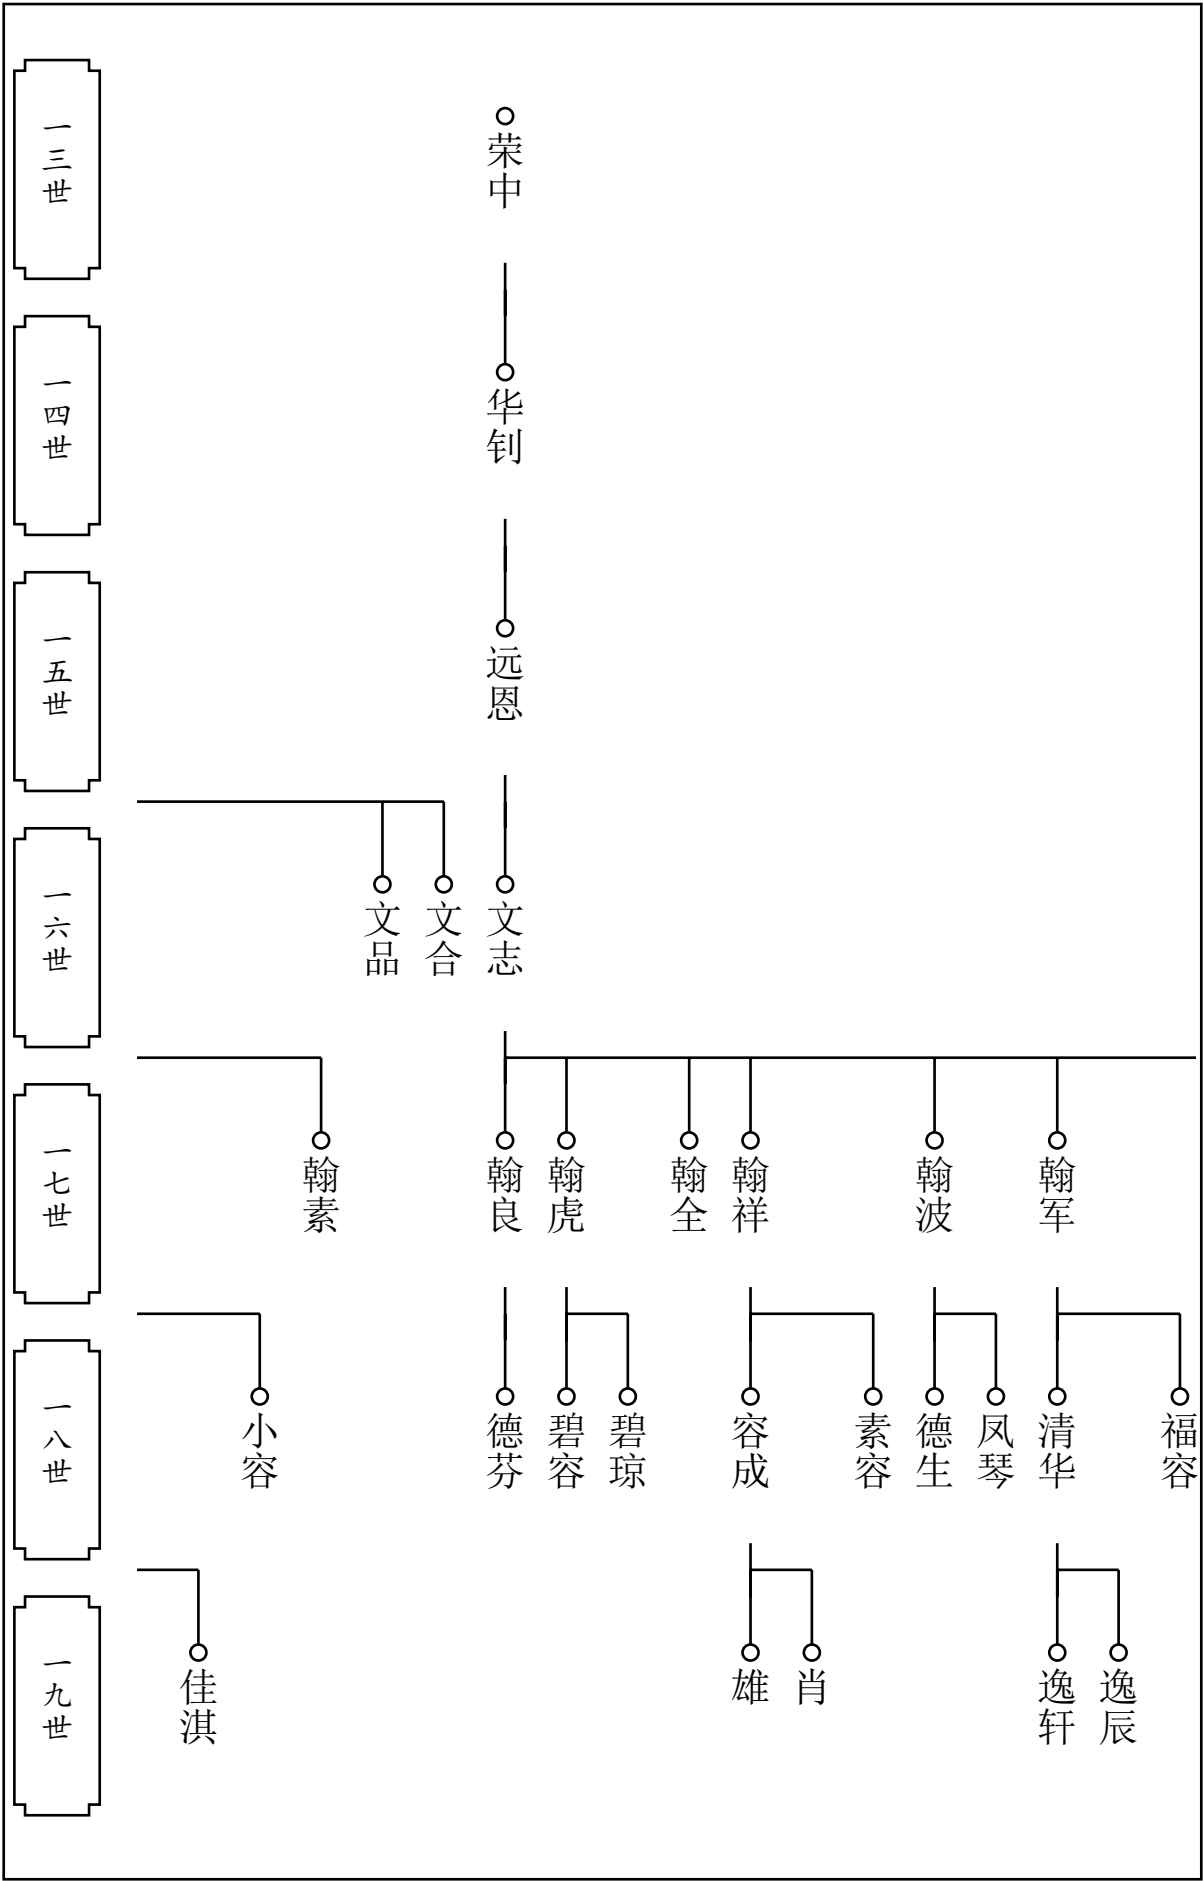 一三世
荣中
一四世
华钊
一五世
远恩
一六世
文品
文合
文志
一七世
翰素
翰良
翰虎
翰全
翰祥
翰波
翰军
一八世
小容
德芬
碧容
碧琼
容成
素容
德生
凤琴
清华
福容
一九世
佳淇
雄
肖
逸轩
逸辰